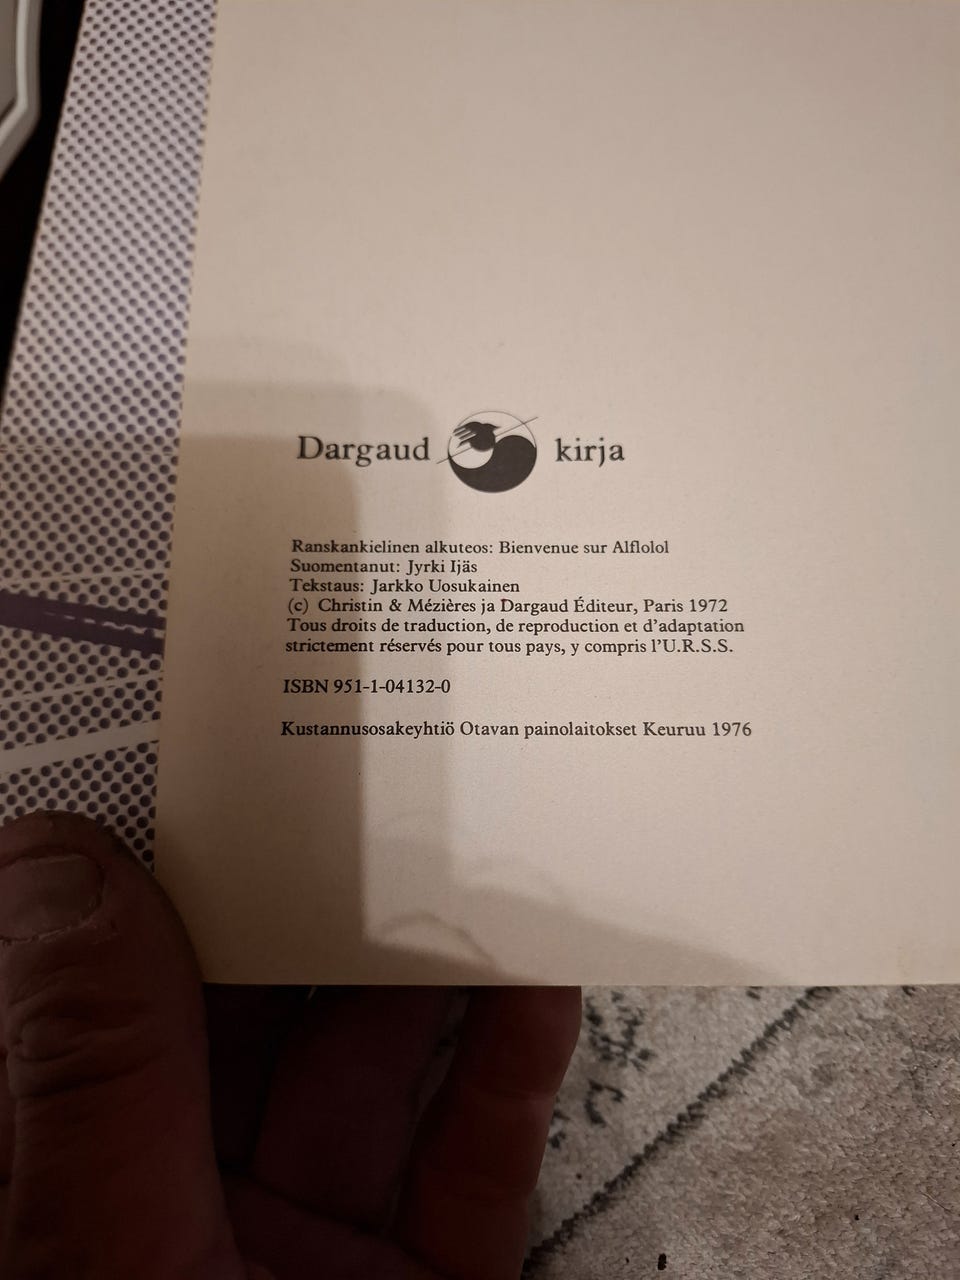 Dargaud kirja
Ranskankielinen alkuteos: Bienvenue sur Alflolol
Suomentanut: Jyrki Ijäs
Tekstaus: Jarkko Uosukainen
(c) Christin & Mézières ja Dargaud Éditeur, Paris 1972
Tous droits de traduction, de reproduction et d'adaptation
strictement réservés pour tous pays, y compris l'U.R.S.S.
ISBN 951-1-04132-0
Kustannusosakeyhtiö Otavan painolaitokset Keuruu 1976